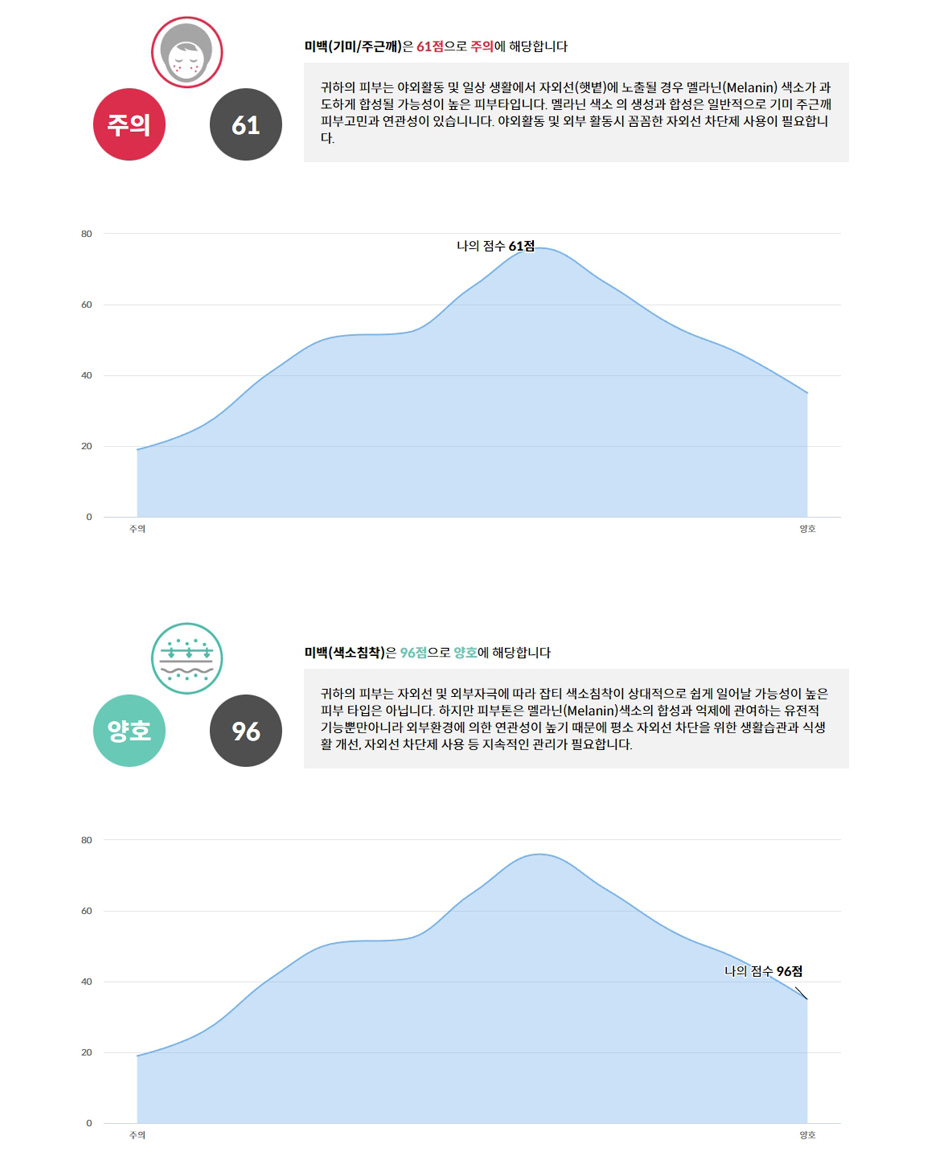 미백(기미/주근깨)은 61점으로 주의에 해당합니다
주의
61
귀하의 피부는 야외활동 및 일상 생활에서 자외선(햇볕)에 노출될 경우 멜라닌(Melanin) 색소가 과
도하게 합성될 가능성이 높은 피부타입니다. 멜라닌 색소 의 생성과 합성은 일반적으로 기미 주근깨
피부고민과 연관성이 있습니니다. 야외활동 및 외부 활동시 꼼꼼한 자외선 차단제 사용이 필요합니
다.
80
나의 점수 61점
60
40
20
0
주의
양호
미백(색소침착)은 96점으로 양호에 해당합니다
양호
96
귀하의 피부는 자외선 및 외부자극에 따라 잡티 색소침착이 상대적으로 쉽게 일어날 가능성이 높은
피부 타입은 아닙니다. 하지만 피부톤은 멜라닌(Melanin)색소의 합성과 억제에 관여하는 유전적
기능뿐만아니라 외부환경에 의한 연관성이 높기 때문에 평소 자외선 차단을 위한 생활습관과 식생
활 개선, 자외선 차단제 사용 등 지속적인 관리가 필요합니다.
80
60
나의 점수 96점
40
20
0
주의
양호